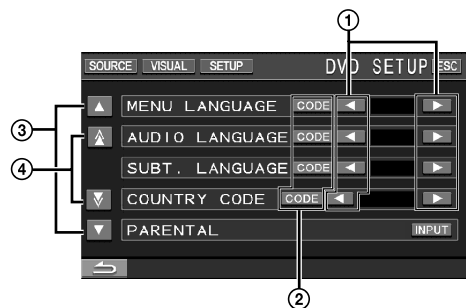 ① 
SOURCE VISUAL SETUP DVD SETUP ESC
MENU LANGUAGE CODE
③ AUDIO LANGUAGE CODE
④ SUBT. LANGUAGE CODE
COUNTRY CODE CODE
PARENTAL INPUT
②